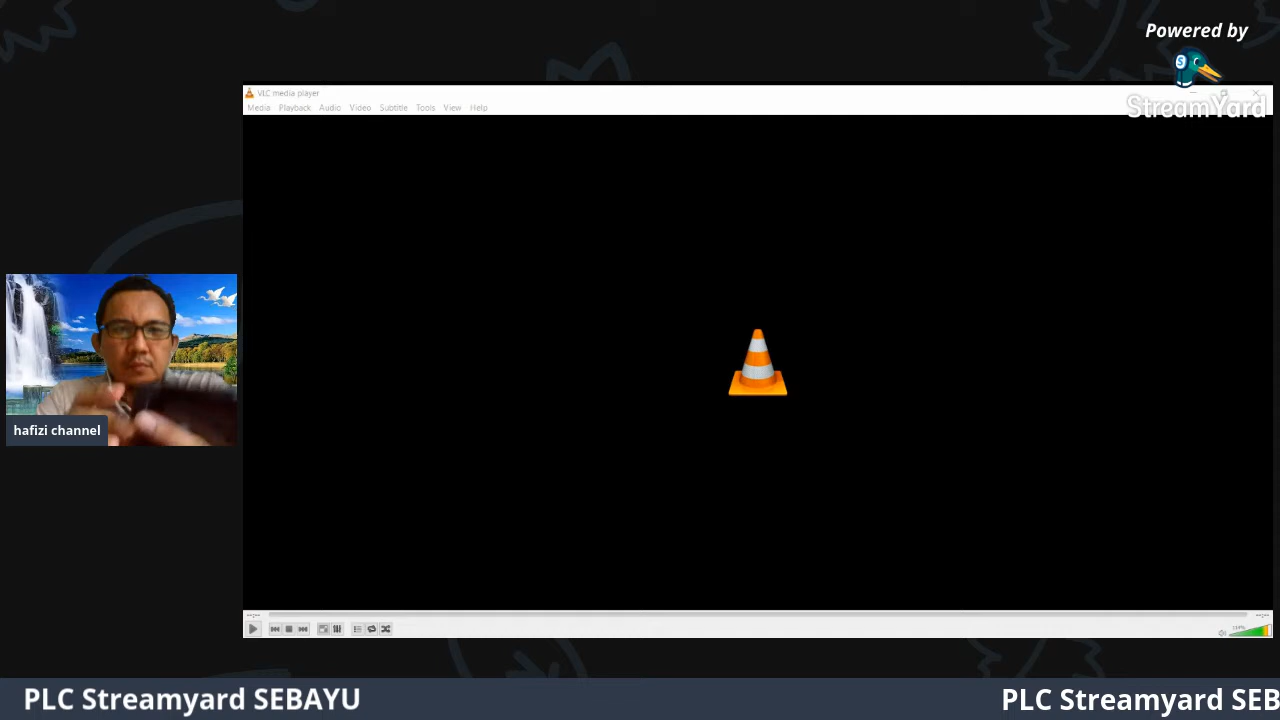 Powered by
StreamYard
VLC media player
Media Playback Audio Video Subtitle Tools View Help
hafizi channel
114%
PLC Streamyard SEBAYU
PLC Streamyard SEB